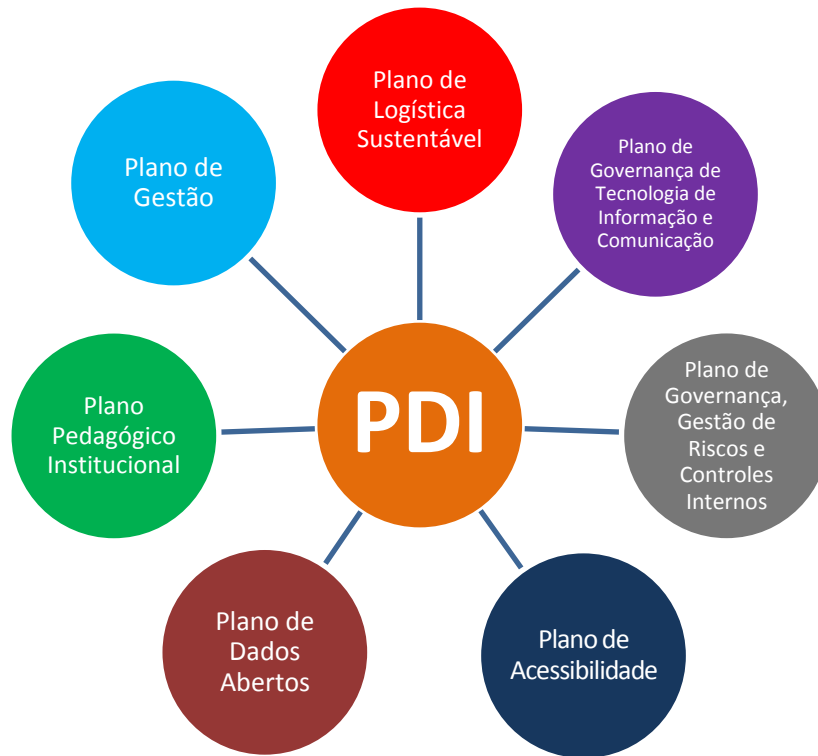 Plano de
Logística
Sustentável
Plano de
Governança de
Tecnologia de
Informação e
Comunicação
Plano de
Governança,
Gestão de
Riscos e
Controles
Internos
Plano de
Acessibilidade
Plano de
Dados
Abertos
Plano
Pedagógico
Institucional
Plano de
Gestão
PDI